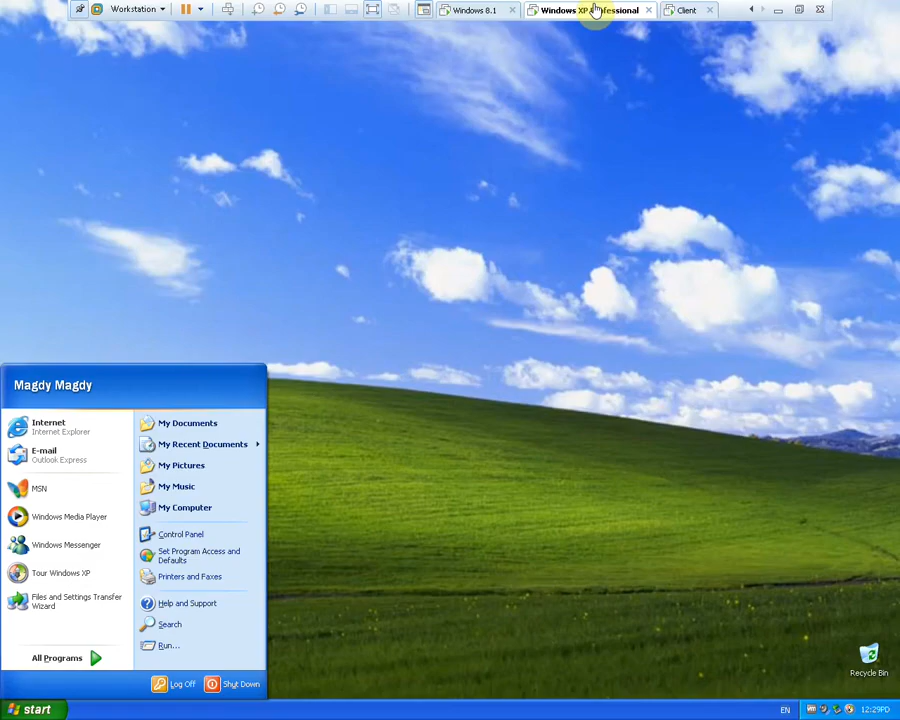 Workstation
Windows 8.1
Windows XP Professional
Client
Magdy Magdy
Internet
Internet Explorer
E-mail
Outlook Express
MSN
Windows Media Player
Windows Messenger
Tour Windows XP
Files and Settings Transfer
Wizard
All Programs
My Documents
My Recent Documents
My Pictures
My Music
My Computer
Control Panel
Set Program Access and
Defaults
Printers and Faxes
Help and Support
Search
Run...
Log Off
Shut Down
Recycle Bin
start
EN
12:29PD